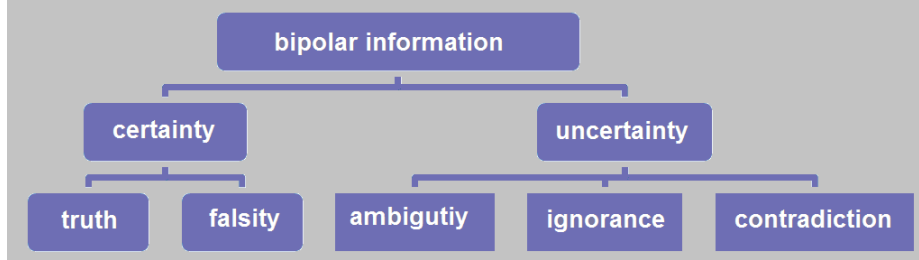 bipolar information
certainty
uncertainty
truth
falsity
ambigutiy
ignorance
contradiction